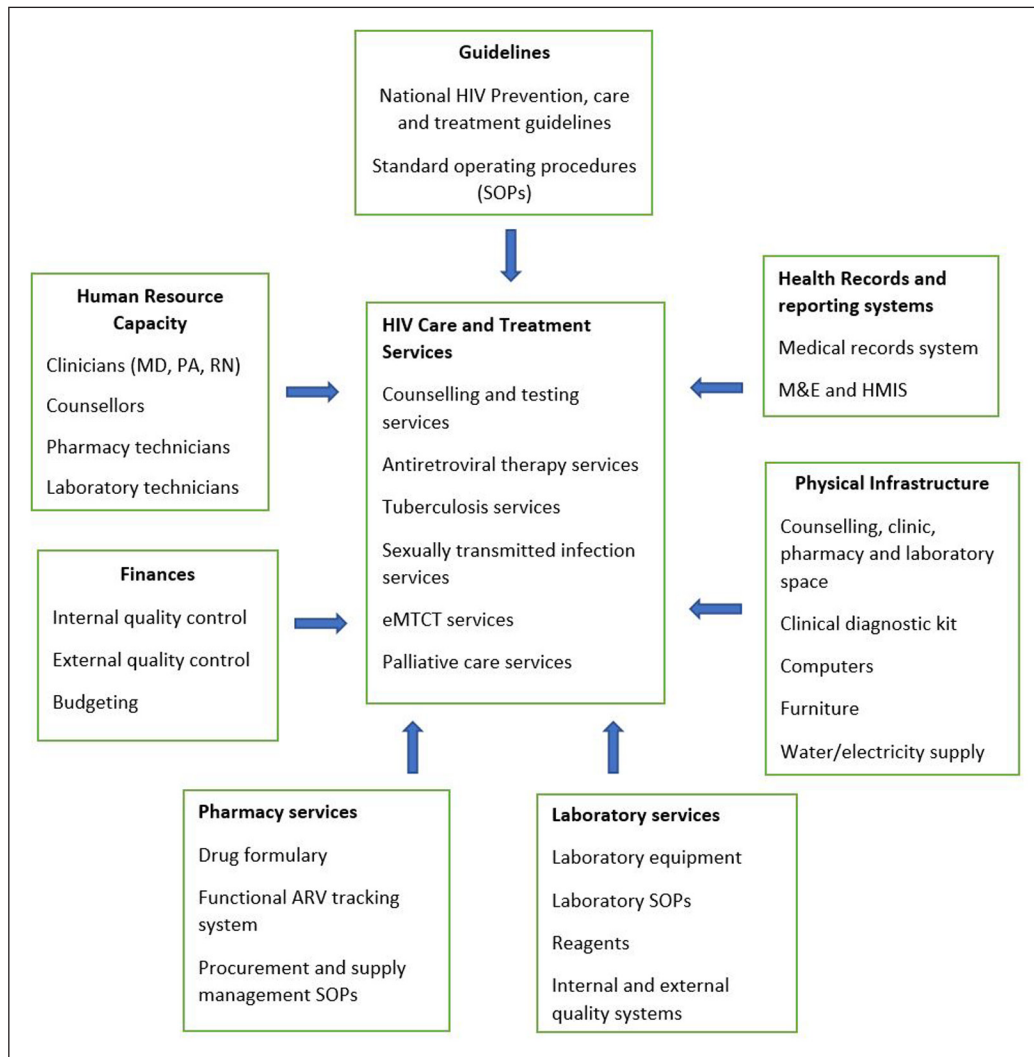 Guidelines
National HIV Prevention, care
and treatment guidelines
Standard operating procedures
(SOPs)
Human Resource
Capacity
Clinicians (MD, PA, RN)
Counsellors
Pharmacy technicians
Laboratory technicians
HIV Care and Treatment
Services
Counselling and testing
services
Antiretroviral therapy services
Tuberculosis services
Sexually transmitted infection
services
eMTCT services
Palliative care services
Health Records and
reporting systems
Medical records system
M&E and HMIS
Finances
Internal quality control
External quality control
Budgeting
Physical Infrastructure
Counselling, clinic,
pharmacy and laboratory
space
Clinical diagnostic kit
Computers
Furniture
Water/electricity supply
Pharmacy services
Drug formulary
Functional ARV tracking
system
Procurement and supply
management SOPs
Laboratory services
Laboratory equipment
Laboratory SOPs
Reagents
Internal and external
quality systems